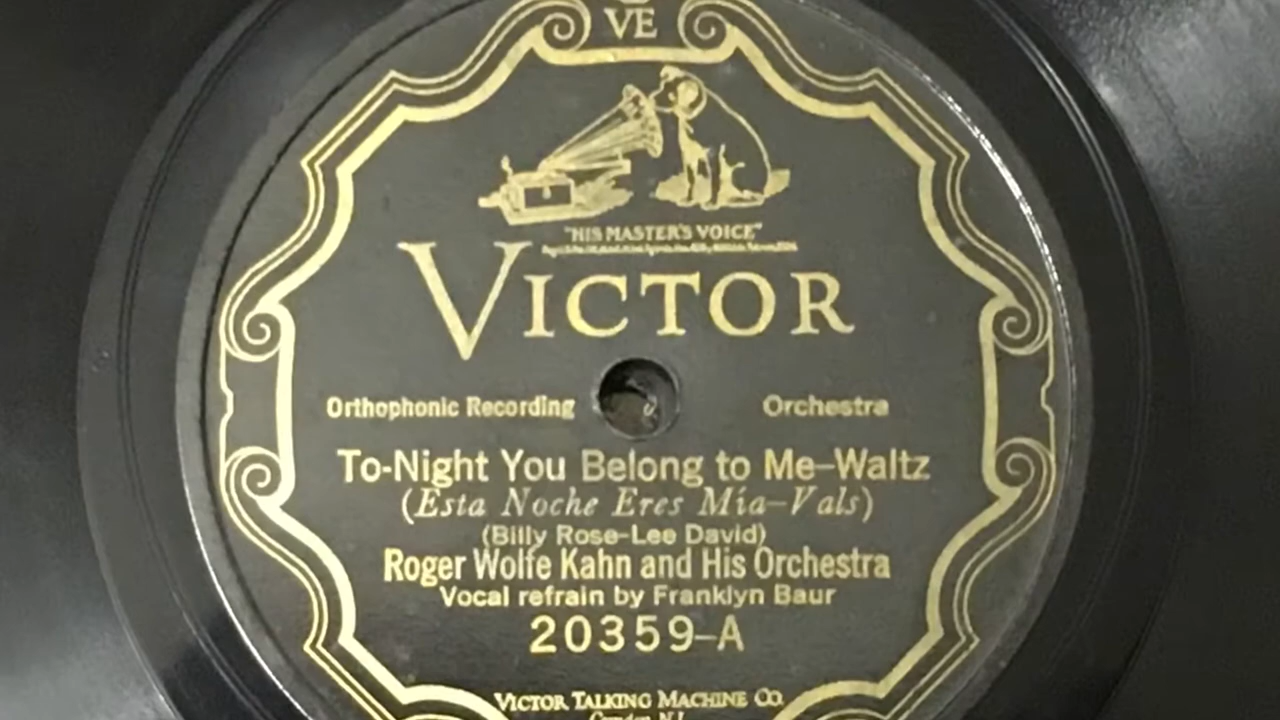 VE
"HIS MASTER'S VOICE"
VICTOR
Orthophonic Recording
Orchestra
To-Night You Belong to Me–Waltz
(Esta Noche Eres Mía–Vals)
(Billy Rose-Lee David)
Roger Wolfe Kahn and His Orchestra
Vocal refrain by Franklyn Baur
20359–A
VICTOR TALKING MACHINE CO.
Camden, N.J.